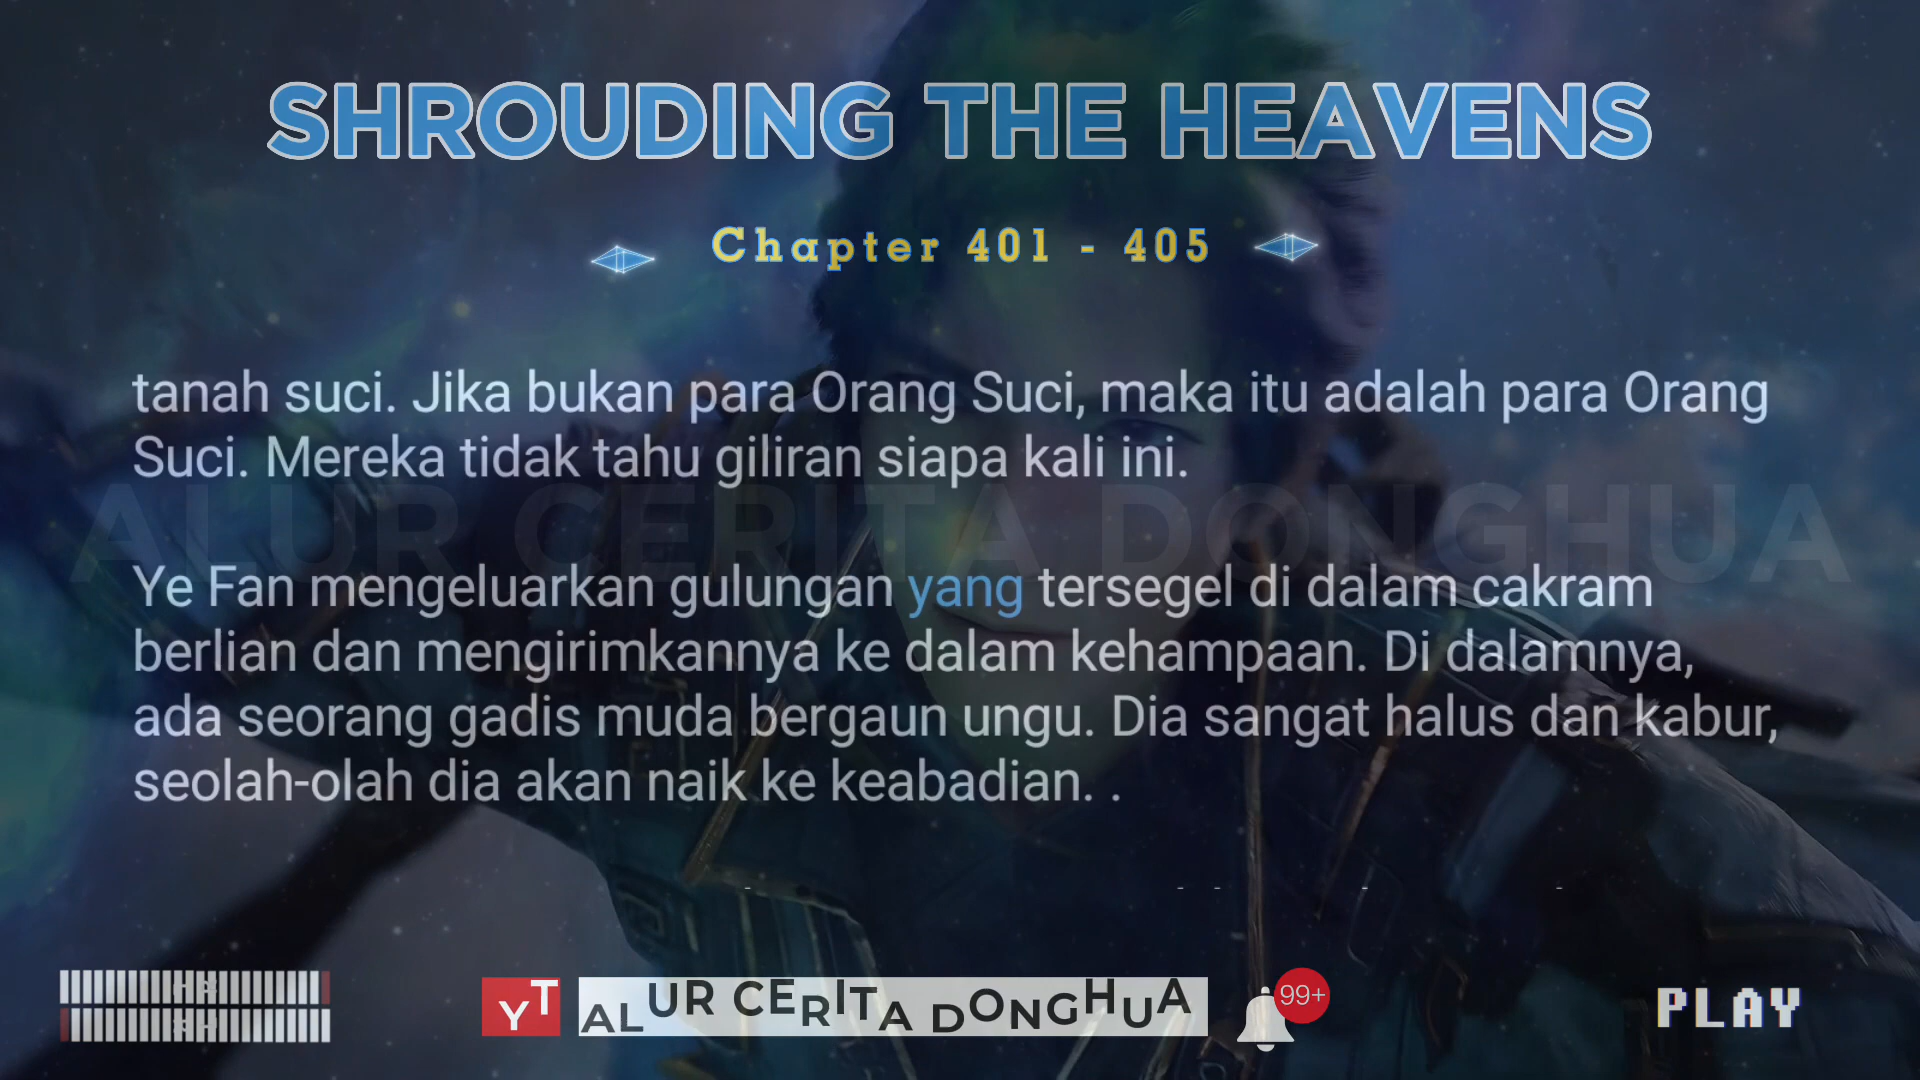 SHROUDING THE HEAVENS
Chapter 401 - 405
tanah suci. Jika bukan para Orang Suci, maka itu adalah para Orang
Suci. Mereka tidak tahu giliran siapa kali ini.
ALUR CERITA DONGHUA
Ye Fan mengeluarkan gulungan yang tersegel di dalam cakram
berlian dan mengirimkannya ke dalam kehampaan. Di dalamnya,
ada seorang gadis muda bergaun ungu. Dia sangat halus dan kabur,
seolah-olah dia akan naik ke keabadian. .
YT ALUR CERITA DONGHUA 99+ PLAY